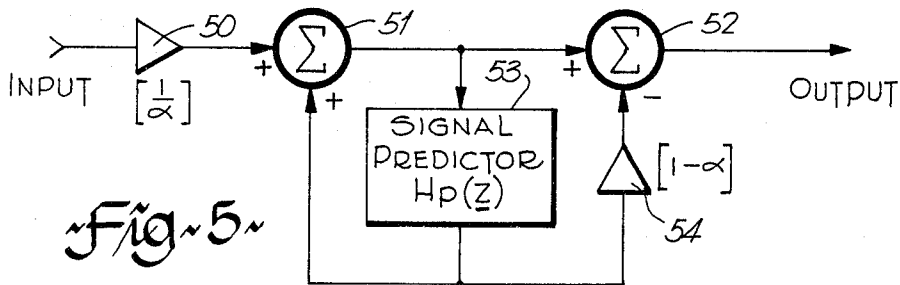 50
51
52
Σ
Σ
+
+
+
-
INPUT
[1/α]
53
SIGNAL
PREDICTOR
Hp(Z)
OUTPUT
[1-α]
54
~Fig~5~